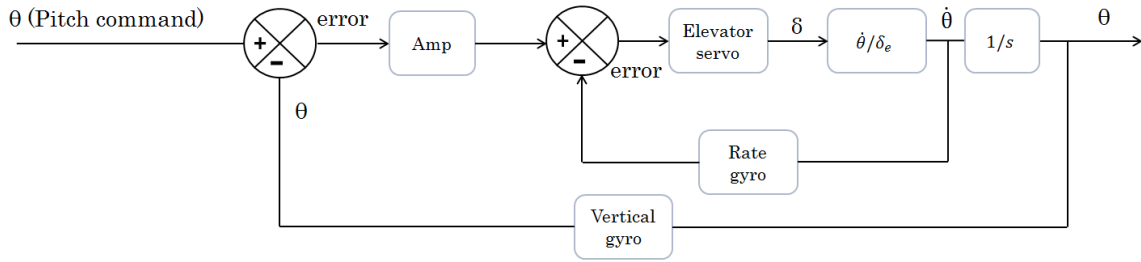 θ (Pitch command)
error
Amp
error
Elevator
servo
δ
θ̇/δₑ
θ̇
1/s
θ
+
-
+
-
θ
Rate
gyro
Vertical
gyro